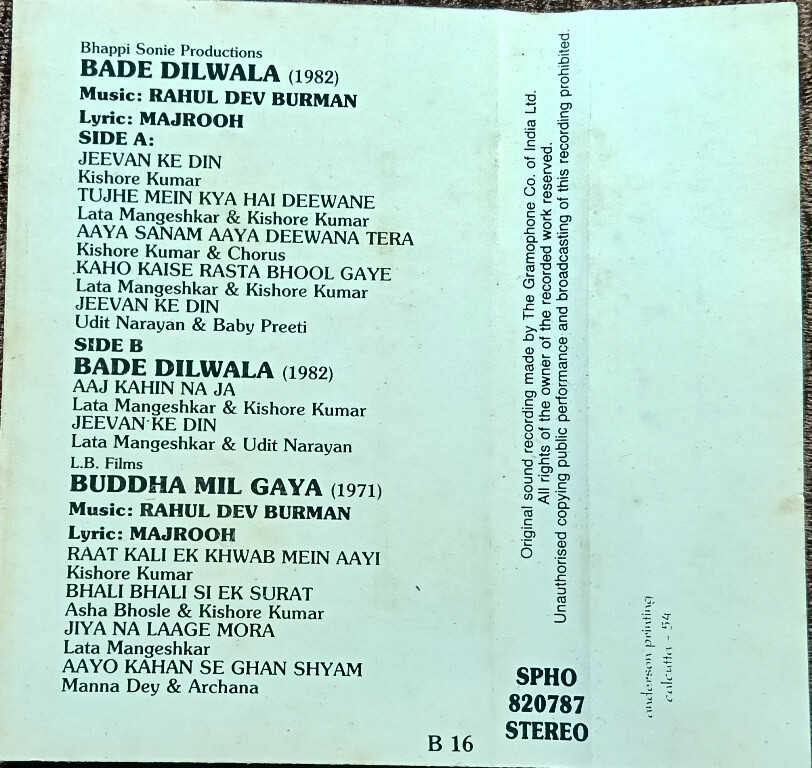 Bhappi Sonie Productions
BADE DILWALA (1982)
Music: RAHUL DEV BURMAN
Lyric: MAJROOH
SIDE A:
JEEVAN KE DIN
Kishore Kumar
TUJHE MEIN KYA HAI DEEWANE
Lata Mangeshkar & Kishore Kumar
AAYA SANAM AAYA DEEWANA TERA
Kishore Kumar & Chorus
KAHO KAISE RASTA BHOOL GAYE
Lata Mangeshkar & Kishore Kumar
JEEVAN KE DIN
Udit Narayan & Baby Preeti
SIDE B
BADE DILWALA (1982)
AAJ KAHIN NA JA
Lata Mangeshkar & Kishore Kumar
JEEVAN KE DIN
Lata Mangeshkar & Udit Narayan
L.B. Films
BUDDHA MIL GAYA (1971)
Music: RAHUL DEV BURMAN
Lyric: MAJROOH
RAAT KALI EK KHWAB MEIN AAYI
Kishore Kumar
BHALI BHALI SI EK SURAT
Asha Bhosle & Kishore Kumar
JIYA NA LAAGE MORA
Lata Mangeshkar
AAYO KAHAN SE GHAN SHYAM
Manna Dey & Archana
B 16
Original sound recording made by The Gramophone Co. of India Ltd.
All rights of the owner of the recorded work reserved.
Unauthorised copying public performance and broadcasting of this recording prohibited.
SPHO
820787
STEREO
anderson printing
calcutta - 54